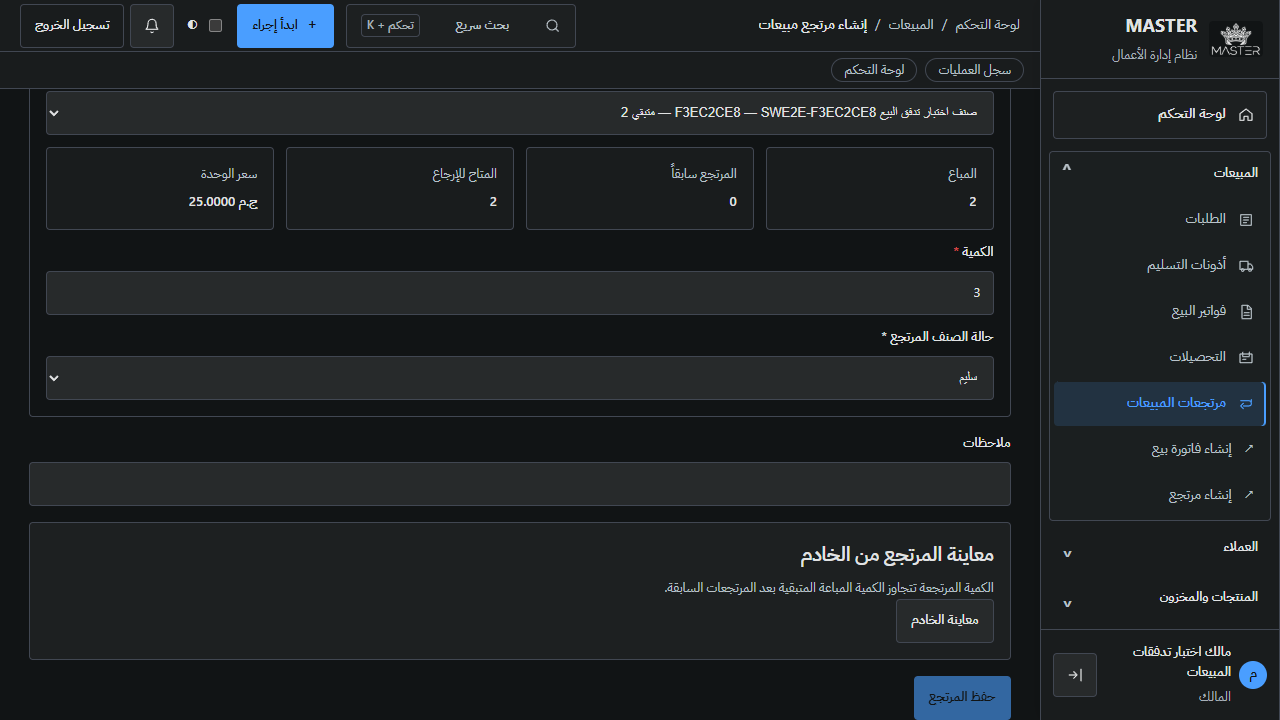 MASTER
نظام إدارة الأعمال
MASTER
لوحة التحكم
المبيعات
الطلبات
أذونات التسليم
فواتير البيع
التحصيلات
مرتجعات المبيعات
إنشاء فاتورة بيع
إنشاء مرتجع
العملاء
المنتجات والمخزون
مالك اختبار تدفقات المبيعات
المالك
م
لوحة التحكم / المبيعات / إنشاء مرتجع مبيعات
بحث سريع
تحكم + K
+ ابدأ إجراء
تسجيل الخروج
سجل العمليات
لوحة التحكم
صنف اختبار تدفق البيع SWE2E-F3EC2CE8 — F3EC2CE8 — متبقي 2
المباع
2
المرتجع سابقاً
0
المتاح للإرجاع
2
سعر الوحدة
25.0000 ج.م
الكمية *
3
حالة الصنف المرتجع *
سليم
ملاحظات
معاينة المرتجع من الخادم
الكمية المرتجعة تتجاوز الكمية المباعة المتبقية بعد المرتجعات السابقة.
معاينة الخادم
حفظ المرتجع